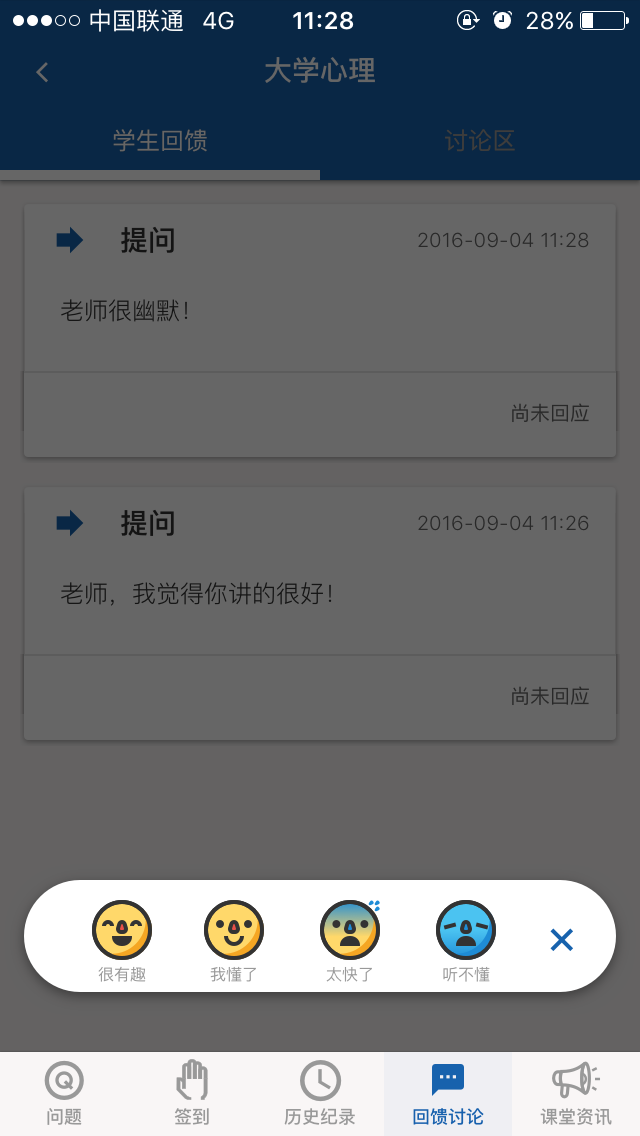 中国联通 4G 11:28 28%
大学心理
学生回馈 讨论区
提问 2016-09-04 11:28
老师很幽默！
尚未回应
提问 2016-09-04 11:26
老师，我觉得你讲的很好！
尚未回应
很有趣 我懂了 太快了 听不懂
问题 签到 历史纪录 回馈讨论 课堂资讯